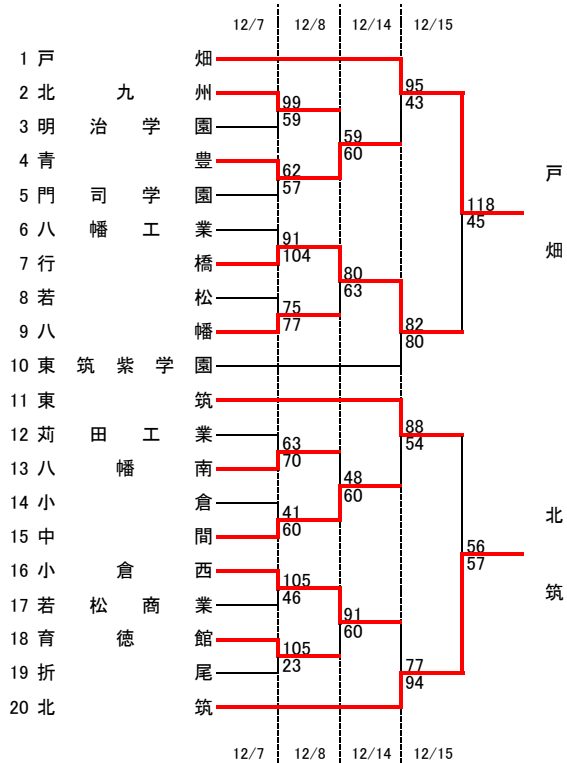 12/7 12/8 12/14 12/15
1 戸畑
95
2 北九州
99
43
3 明治学園
59
59
4 青豊
60
62
戸
5 門司学園
57
118
6 八幡工業
45
91
畑
7 行橋
104
80
8 若松
63
75
9 八幡
77
82
80
10 東筑紫学園
11 東筑
88
12 苅田工業
54
63
13 八幡南
70
48
14 小倉
60
北
41
15 中間
60
56
16 小倉西
57
105
筑
17 若松商業
46
91
18 育徳館
60
105
19 折尾
23
77
94
20 北筑
12/7 12/8 12/14 12/15